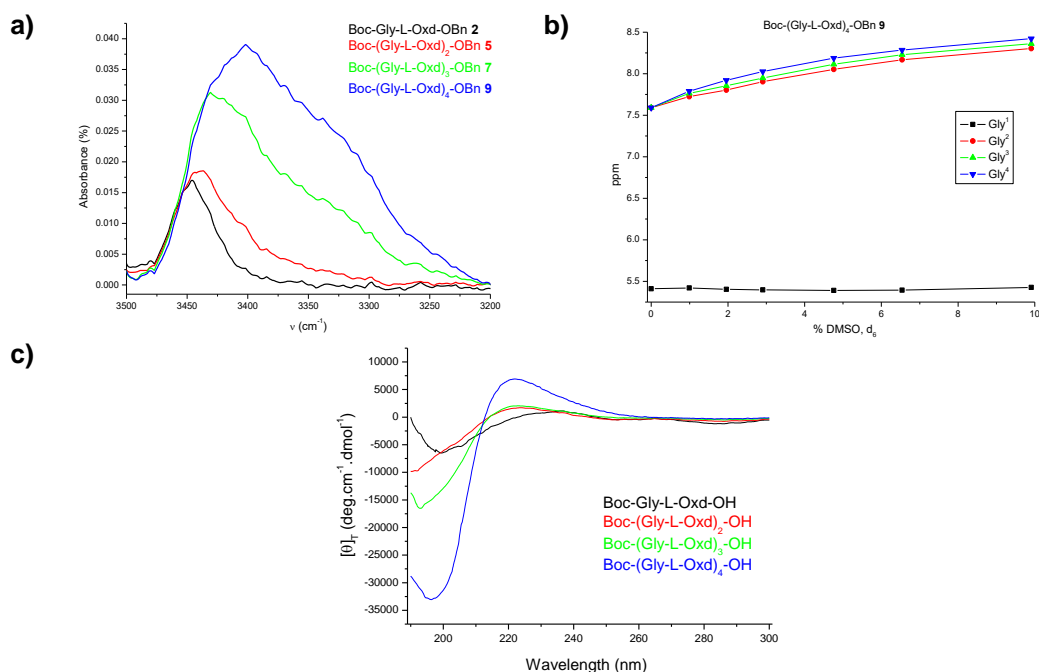 a)
Boc-Gly-L-Oxd-OBn 2
Boc-(Gly-L-Oxd)2-OBn 5
Boc-(Gly-L-Oxd)3-OBn 7
Boc-(Gly-L-Oxd)4-OBn 9
0.040
0.035
0.030
0.025
0.020
0.015
0.010
0.005
0.000
Absorbance (%)
3500 3450 3400 3350 3300 3250 3200
ν (cm-1)
b)
Boc-(Gly-L-Oxd)4-OBn 9
8.5
8.0
7.5
7.0
6.5
6.0
5.5
ppm
Gly1
Gly2
Gly3
Gly4
0 2 4 6 8 10
% DMSO, d6
c)
10000
5000
0
-5000
-10000
-15000
-20000
-25000
-30000
-35000
[θ]T (deg.cm-1.dmol-1)
Boc-Gly-L-Oxd-OH
Boc-(Gly-L-Oxd)2-OH
Boc-(Gly-L-Oxd)3-OH
Boc-(Gly-L-Oxd)4-OH
200 220 240 260 280 300
Wavelength (nm)